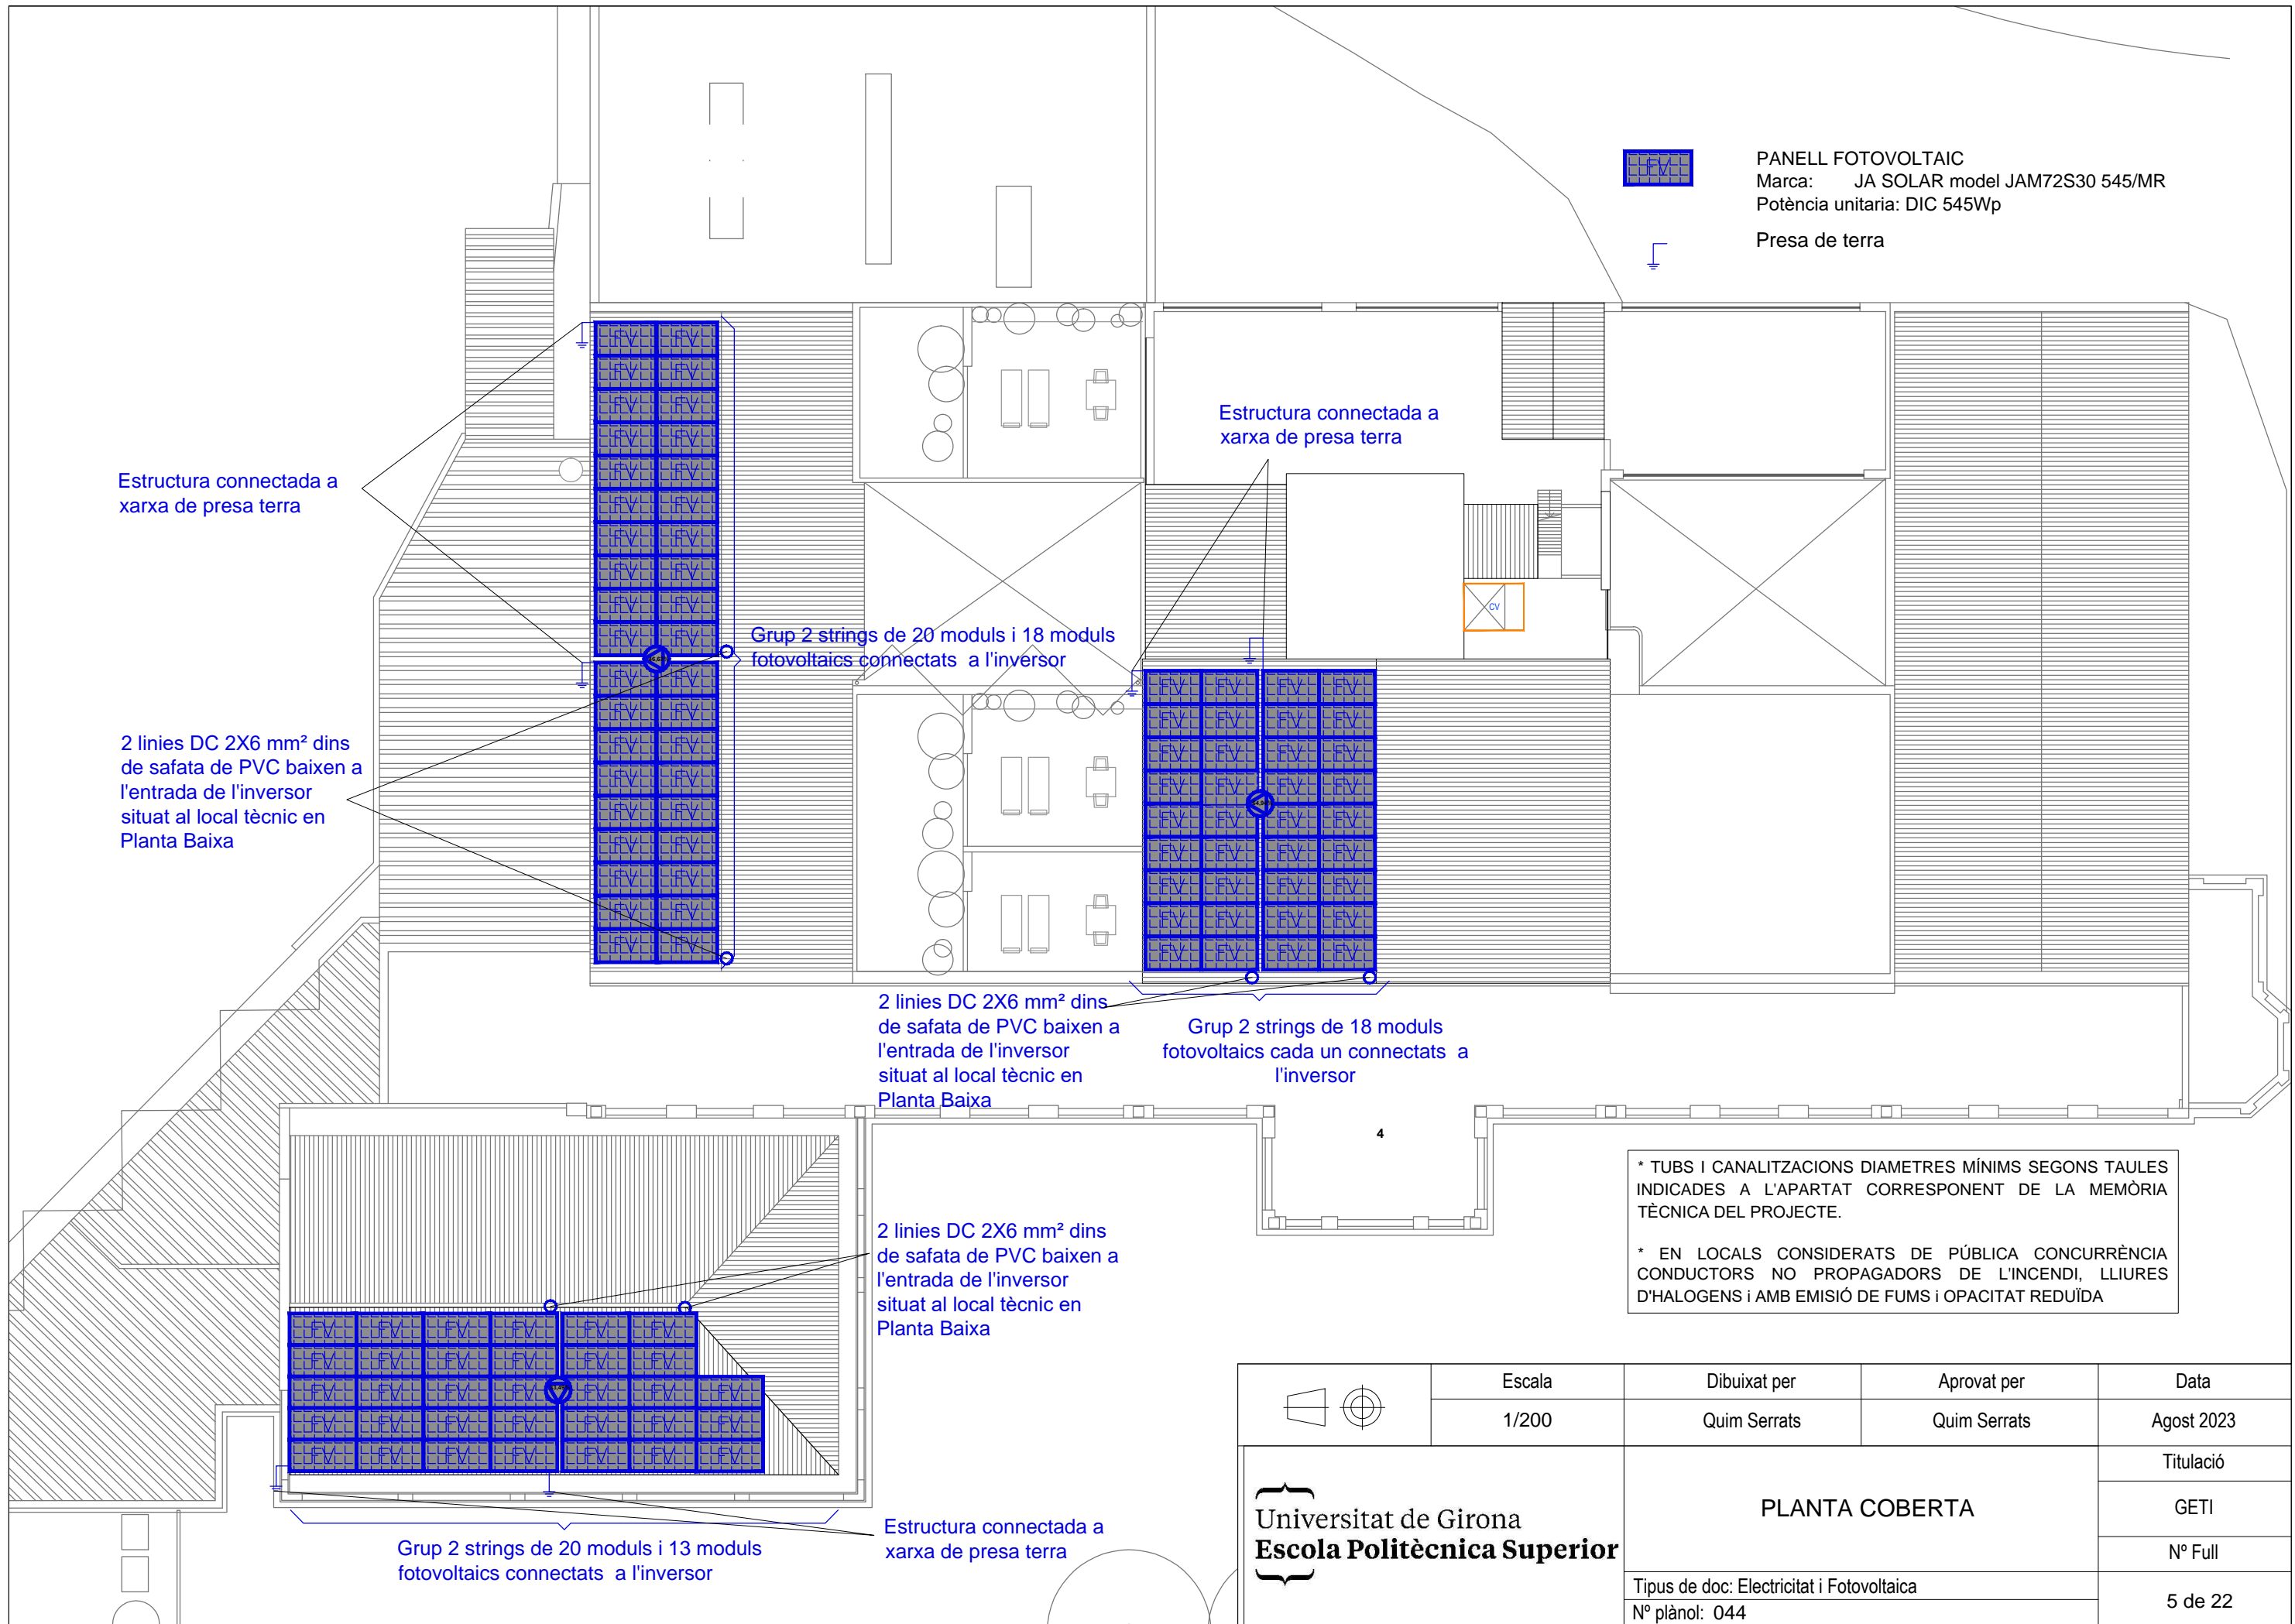 PANELL FOTOVOLTAIC
Marca: JA SOLAR model JAM72S30 545/MR
Potència unitaria: DIC 545Wp
Presa de terra
Estructura connectada a
xarxa de presa terra
Estructura connectada a
xarxa de presa terra
CV
Grup 2 strings de 20 moduls i 18 moduls
fotovoltaics connectats a l'inversor
2 linies DC 2X6 mm² dins
de safata de PVC baixen a
l'entrada de l'inversor
situat al local tècnic en
Planta Baixa
2 linies DC 2X6 mm² dins
de safata de PVC baixen a
l'entrada de l'inversor
situat al local tècnic en
Planta Baixa
Grup 2 strings de 18 moduls
fotovoltaics cada un connectats a
l'inversor
4
* TUBS I CANALITZACIONS DIAMETRES MÍNIMS SEGONS TAULES
INDICADES A L'APARTAT CORRESPONENT DE LA MEMÒRIA
TÈCNICA DEL PROJECTE.
* EN LOCALS CONSIDERATS DE PÚBLICA CONCURRÈNCIA
CONDUCTORS NO PROPAGADORS DE L'INCENDI, LLIURES
D'HALOGENS i AMB EMISIÓ DE FUMS i OPACITAT REDUÏDA
2 linies DC 2X6 mm² dins
de safata de PVC baixen a
l'entrada de l'inversor
situat al local tècnic en
Planta Baixa
Estructura connectada a
xarxa de presa terra
Grup 2 strings de 20 moduls i 13 moduls
fotovoltaics connectats a l'inversor
Escala
Dibuixat per
Aprovat per
Data
1/200
Quim Serrats
Quim Serrats
Agost 2023
Universitat de Girona
Escola Politècnica Superior
PLANTA COBERTA
Titulació
GETI
Nº Full
5 de 22
Tipus de doc: Electricitat i Fotovoltaica
Nº plànol: 044